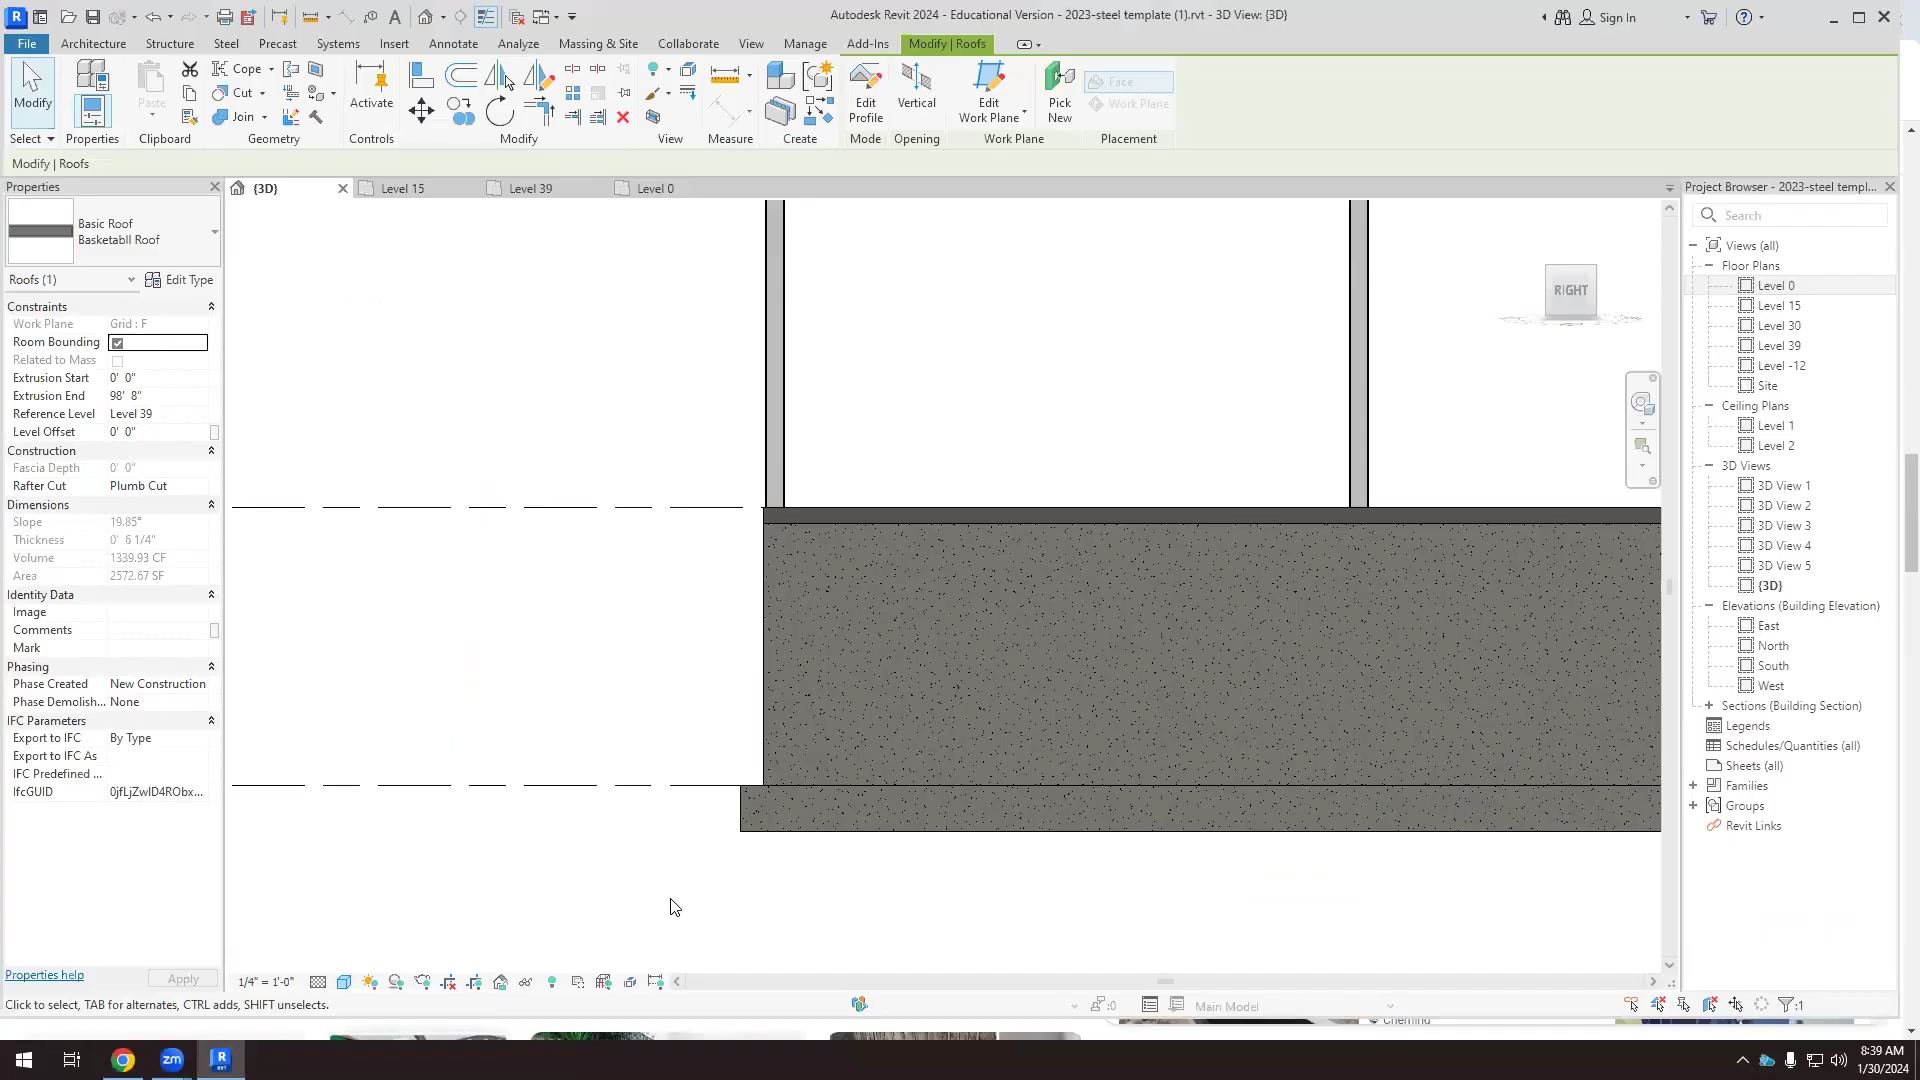 Autodesk Revit 2024 - Educational Version - 2023-steel template (1).rvt - 3D View: {3D}
Sign In
File
Architecture
Structure
Steel
Precast
Systems
Insert
Annotate
Analyze
Massing & Site
Collaborate
View
Manage
Add-Ins
Modify | Roofs
Modify
Paste
Cope
Cut
Join
Activate
Edit
Profile
Vertical
Edit
Work Plane
Pick
New
Face
Work Plane
Select
Properties
Clipboard
Geometry
Controls
Modify
View
Measure
Create
Mode
Opening
Work Plane
Placement
Modify | Roofs
Properties
Basic Roof
Basketabll Roof
Roofs (1)
Edit Type
Constraints
Work Plane Grid : F
Room Bounding
Related to Mass
Extrusion Start 0' 0"
Extrusion End 98' 8"
Reference Level Level 39
Level Offset 0' 0"
Construction
Fascia Depth 0' 0"
Rafter Cut Plumb Cut
Dimensions
Slope 19.85°
Thickness 0' 6 1/4"
Volume 1339.93 CF
Area 2572.67 SF
Identity Data
Image
Comments
Mark
Phasing
Phase Created New Construction
Phase Demolish... None
IFC Parameters
Export to IFC By Type
Export to IFC As
IFC Predefined ...
IfcGUID 0jfLjZwlD4RObx...
Properties help
Apply
{3D}
Level 15
Level 39
Level 0
RIGHT
1/4" = 1'-0"
Project Browser - 2023-steel templ...
Search
Views (all)
Floor Plans
Level 0
Level 15
Level 30
Level 39
Level -12
Site
Ceiling Plans
Level 1
Level 2
3D Views
3D View 1
3D View 2
3D View 3
3D View 4
3D View 5
{3D}
Elevations (Building Elevation)
East
North
South
West
Sections (Building Section)
Legends
Schedules/Quantities (all)
Sheets (all)
Families
Groups
Revit Links
Click to select, TAB for alternates, CTRL adds, SHIFT unselects.
:0
Main Model
:1
zm
R
RVT
8:39 AM
1/30/2024